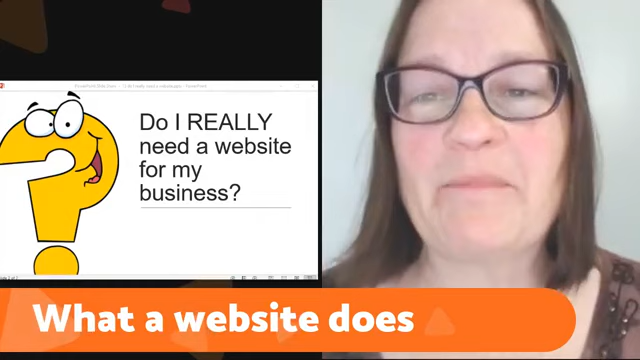 Do I REALLY
need a website
for my
business?
What a website does